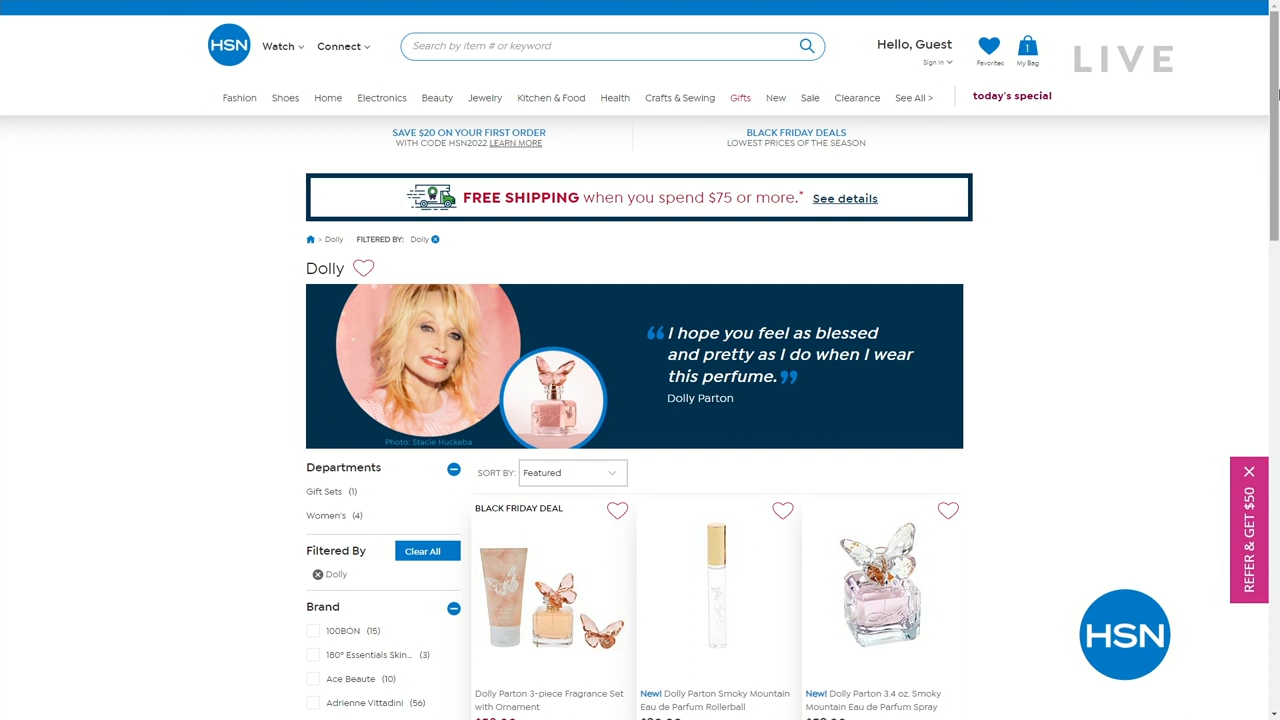 HSN
Watch
Connect
Search by item # or keyword
Hello, Guest
Sign In
Favorites
1
My Bag
LIVE
Fashion
Shoes
Home
Electronics
Beauty
Jewelry
Kitchen & Food
Health
Crafts & Sewing
Gifts
New
Sale
Clearance
See All >
today's special
SAVE $20 ON YOUR FIRST ORDER
WITH CODE HSN2022 LEARN MORE
BLACK FRIDAY DEALS
LOWEST PRICES OF THE SEASON
FREE SHIPPING when you spend $75 or more.* See details
> Dolly FILTERED BY: Dolly
Dolly
“ I hope you feel as blessed
and pretty as I do when I wear
this perfume. ”
Dolly Parton
Photo: Stacie Huckeba
Departments
Gift Sets (1)
Women's (4)
Filtered By
Clear All
Dolly
Brand
100BON (15)
180° Essentials Skin... (3)
Ace Beaute (10)
Adrienne Vittadini (56)
SORT BY: Featured
BLACK FRIDAY DEAL
Dolly Parton 3-piece Fragrance Set
with Ornament
New! Dolly Parton Smoky Mountain
Eau de Parfum Rollerball
New! Dolly Parton 3.4 oz. Smoky
Mountain Eau de Parfum Spray
REFER & GET $50
HSN